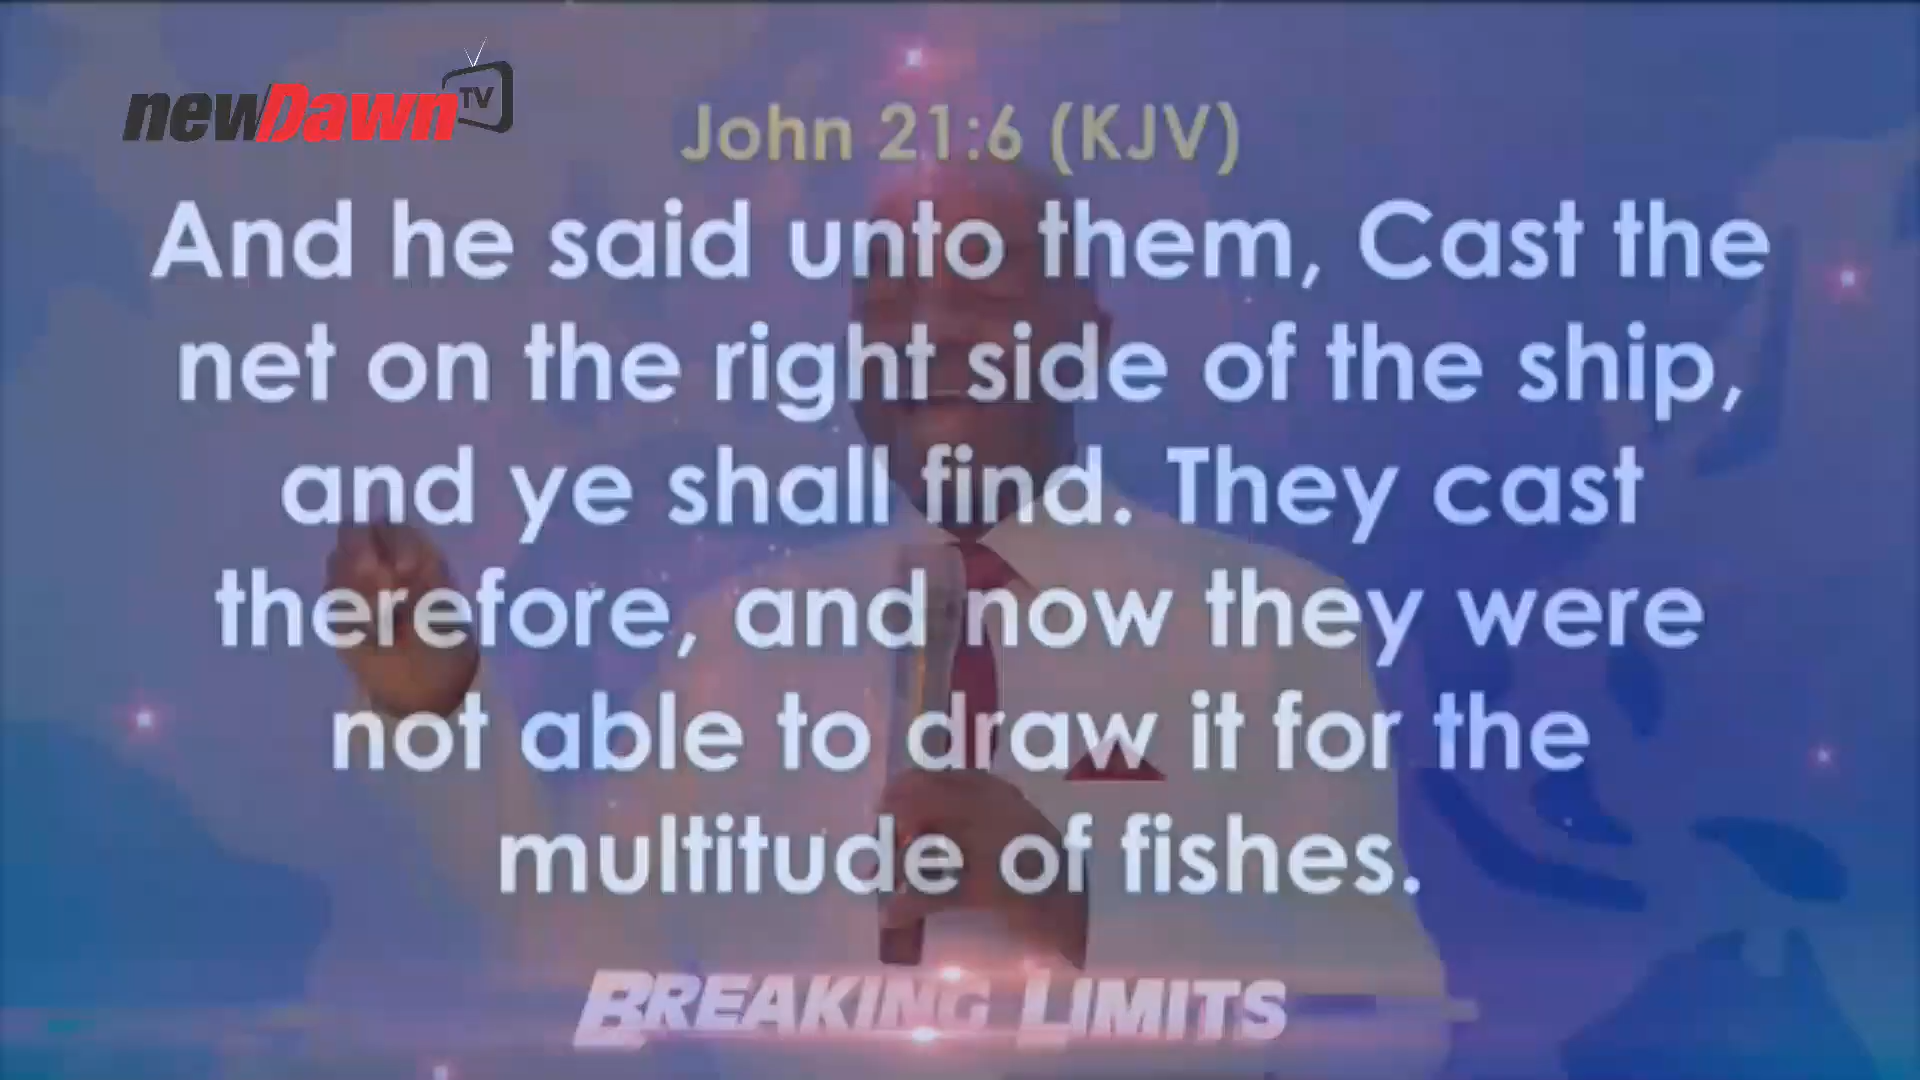 newDawn TV
John 21:6 (KJV)
And he said unto them, Cast the
net on the right side of the ship,
and ye shall find. They cast
therefore, and now they were
not able to draw it for the
multitude of fishes.
BREAKING LIMITS